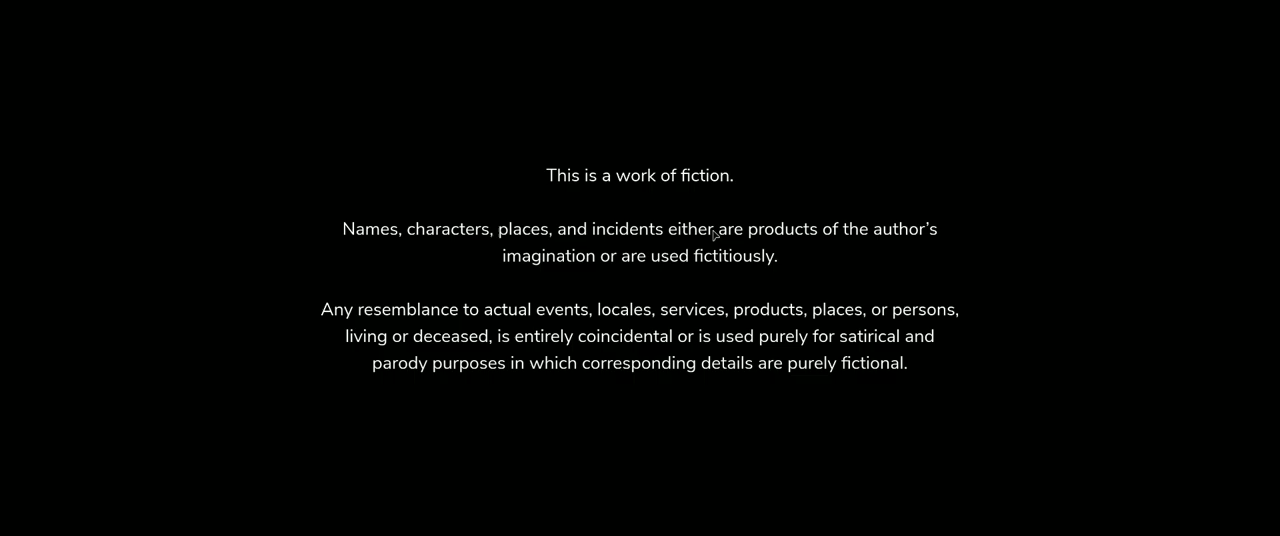 This is a work of fiction.
Names, characters, places, and incidents either are products of the author’s
imagination or are used fictitiously.
Any resemblance to actual events, locales, services, products, places, or persons,
living or deceased, is entirely coincidental or is used purely for satirical and
parody purposes in which corresponding details are purely fictional.